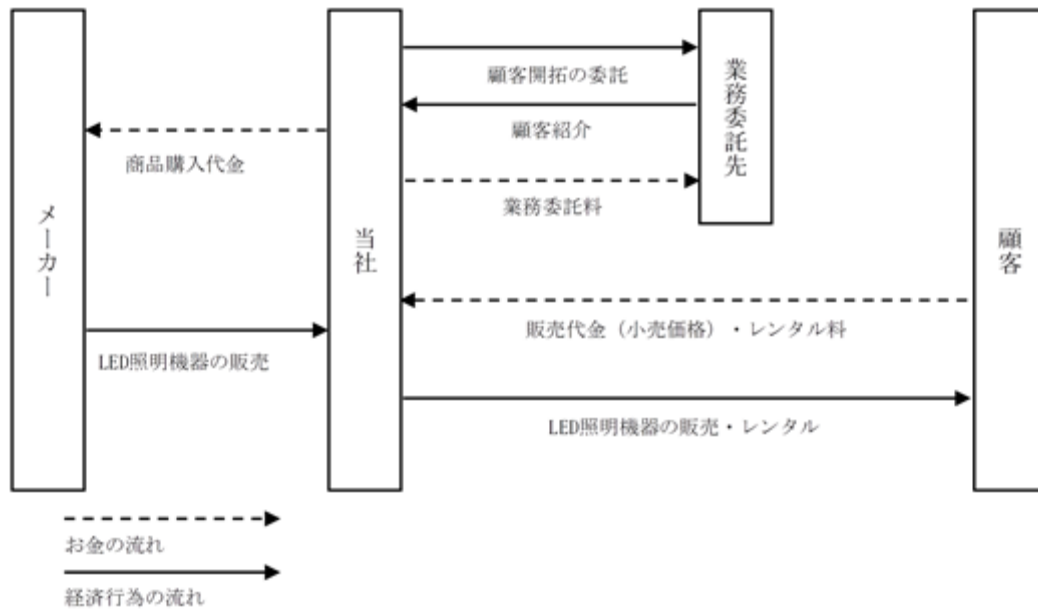 顧客開拓の委託
業務委託先
顧客紹介
商品購入代金
業務委託料
メーカー
当社
顧客
販売代金（小売価格）・レンタル料
LED照明機器の販売
LED照明機器の販売・レンタル
お金の流れ
経済行為の流れ